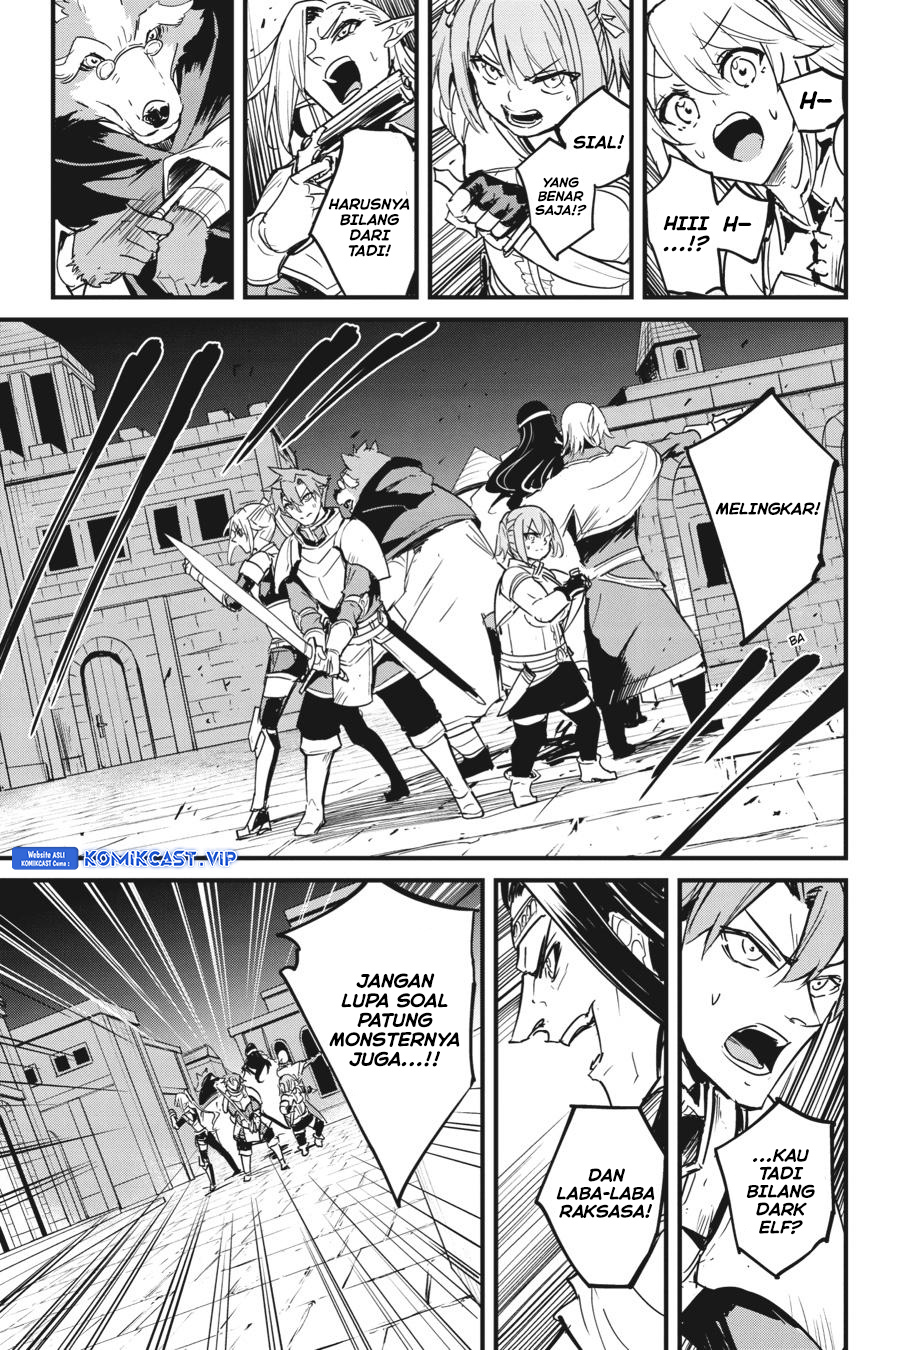 H-
H-
HIII
...!?
SIAL!
YANG
BENAR
SAJA!?
HARUSNYA
BILANG
DARI
TADI!
MELINGKAR!
BA
Website ASLI
KOMIKCAST Cuma :
KOMIKCAST.VIP
...KAU
TADI
BILANG
DARK
ELF?
DAN
LABA-LABA
RAKSASA!
JANGAN
LUPA SOAL
PATUNG
MONSTERNYA
JUGA...!!